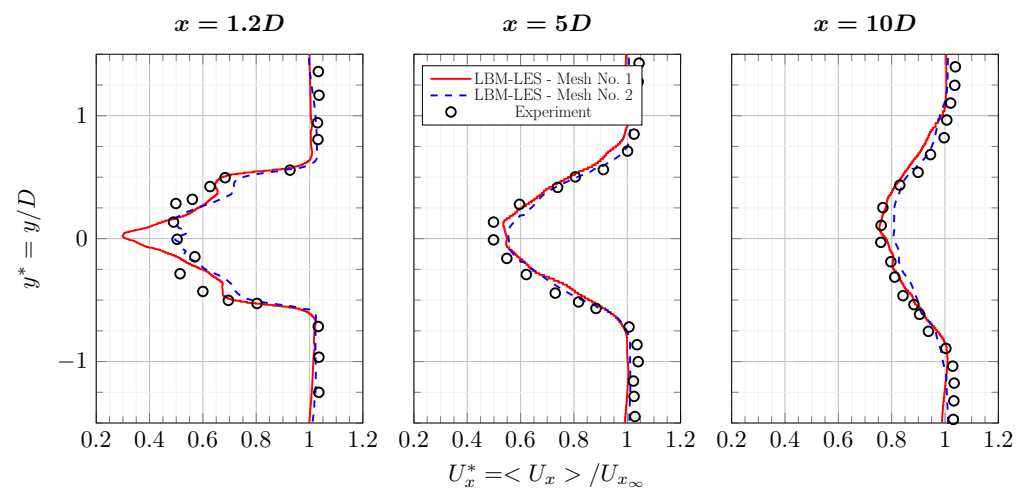 x = 1.2D
x = 5D
x = 10D
LBM-LES - Mesh No. 1
LBM-LES - Mesh No. 2
Experiment
1
0
−1
y* = y/D
0.2 0.4 0.6 0.8 1 1.2
0.2 0.4 0.6 0.8 1 1.2
0.2 0.4 0.6 0.8 1 1.2
U*x =< Ux > /Ux∞